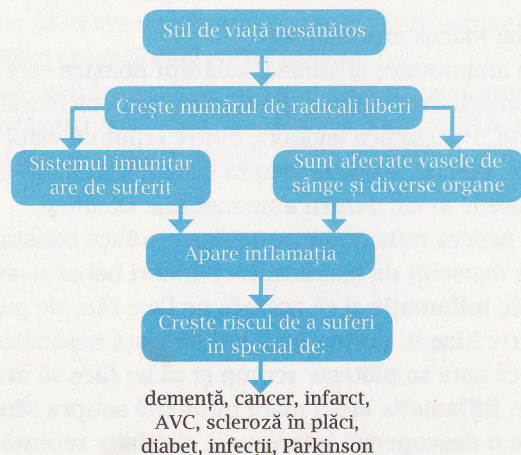 Stil de viață nesănătos
Crește numărul de radicali liberi
Sistemul imunitar
are de suferit
Sunt afectate vasele de
sânge și diverse organe
Apare inflamația
Crește riscul de a suferi
în special de:
demență, cancer, infarct,
AVC, scleroză în plăci,
diabet, infecții, Parkinson